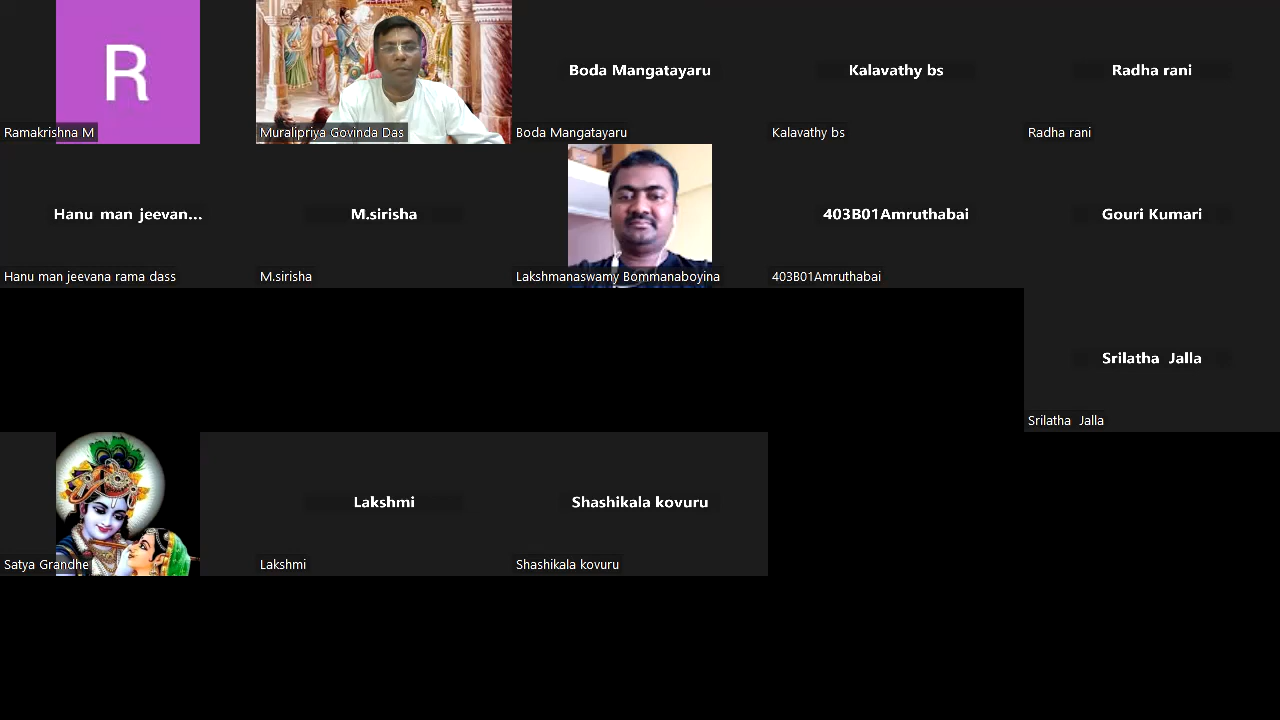 R
Ramakrishna M
Muralipriya Govinda Das
Boda Mangatayaru
Boda Mangatayaru
Kalavathy bs
Kalavathy bs
Radha rani
Radha rani
Hanu man jeevan...
Hanu man jeevana rama dass
M.sirisha
M.sirisha
Lakshmanaswamy Bommanaboyina
403B01Amruthabai
403B01Amruthabai
Gouri Kumari
Srilatha Jalla
Srilatha Jalla
Satya Grandhe
Lakshmi
Lakshmi
Shashikala kovuru
Shashikala kovuru